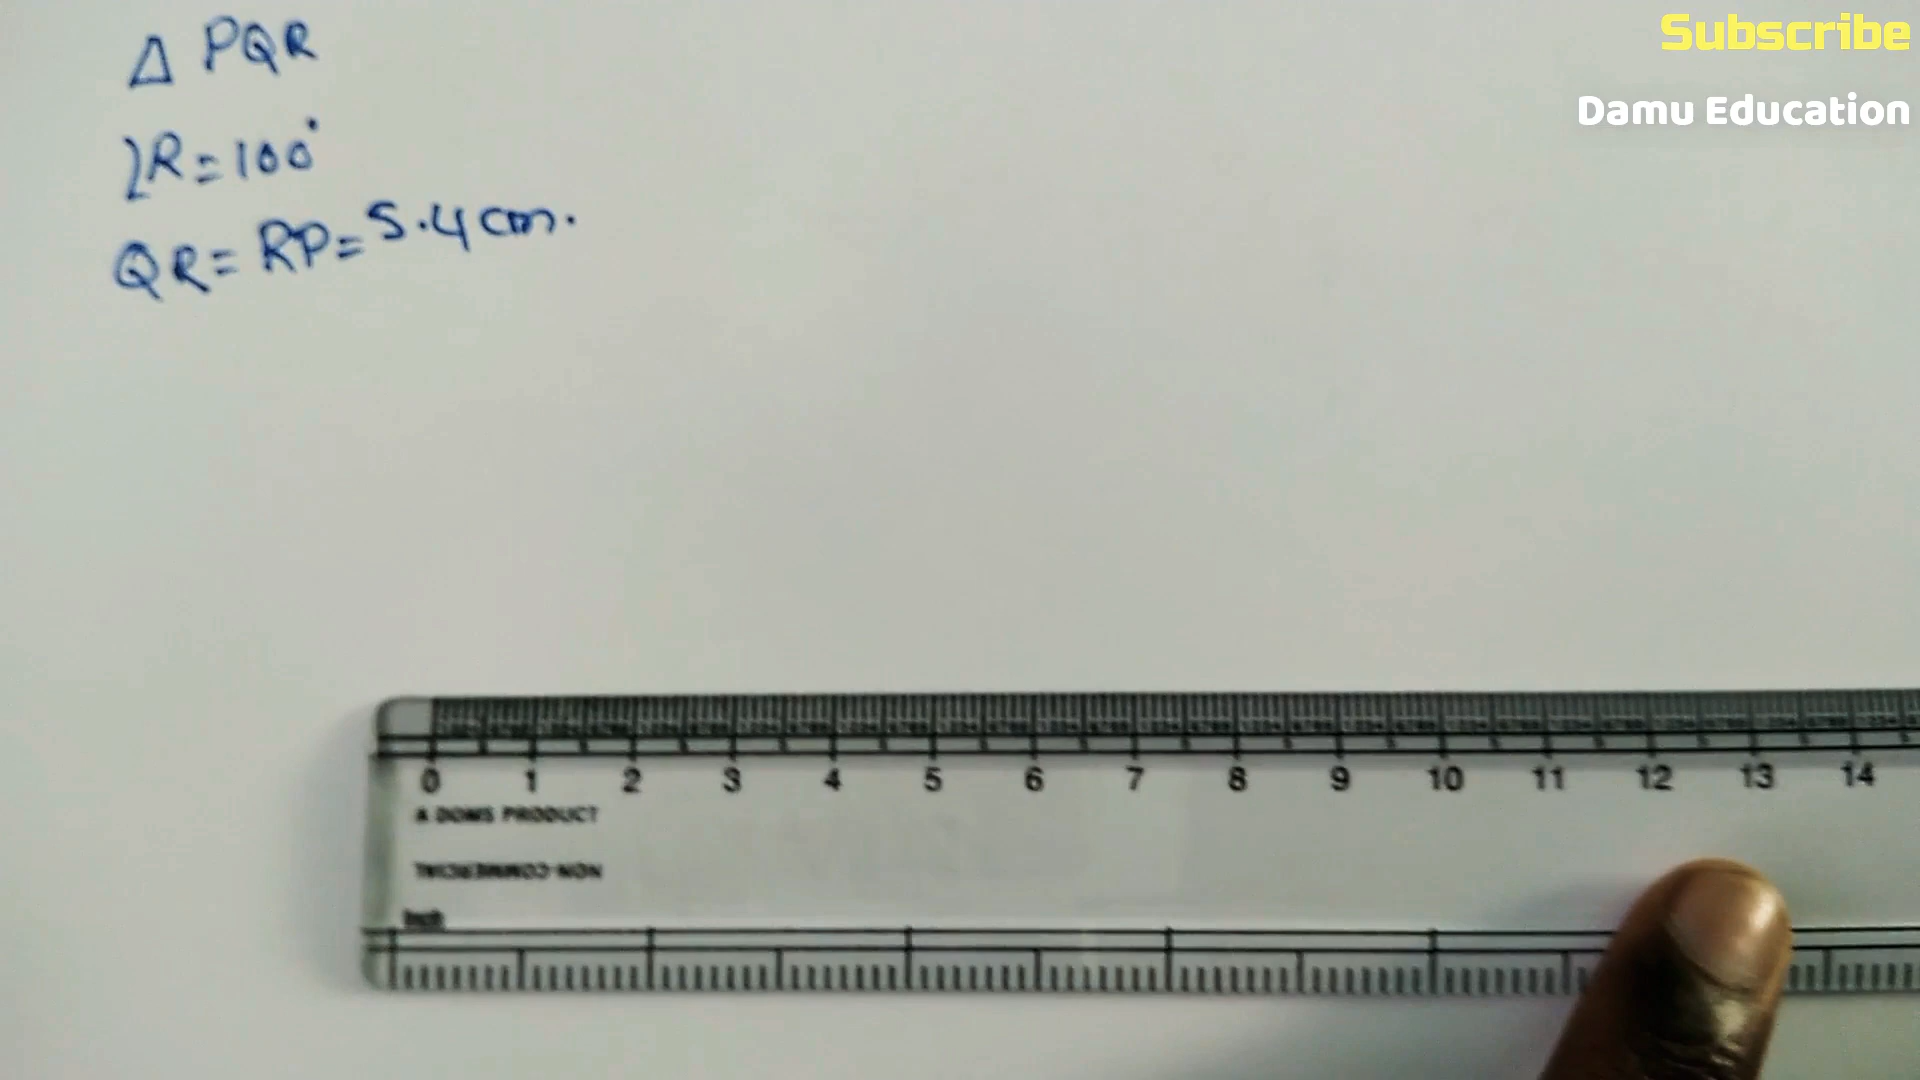 Subscribe
Damu Education
Δ PQR
∠R = 100°
QR = RP = 5.4 cm.
0 1 2 3 4 5 6 7 8 9 10 11 12 13 14
A DOMS PRODUCT
NON-COMMERCIAL
Inch